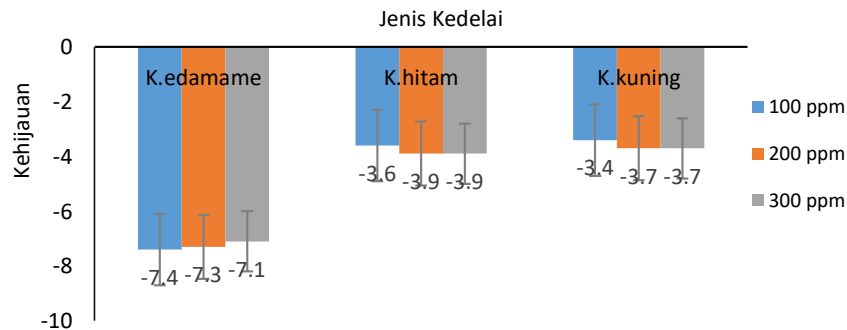 Jenis Kedelai
Kehijauan
0
-2
-4
-6
-8
-10
K.edamame
K.hitam
K.kuning
-7.4
-7.3
-7.1
-3.6
-3.9
-3.9
-3.4
-3.7
-3.7
100 ppm
200 ppm
300 ppm